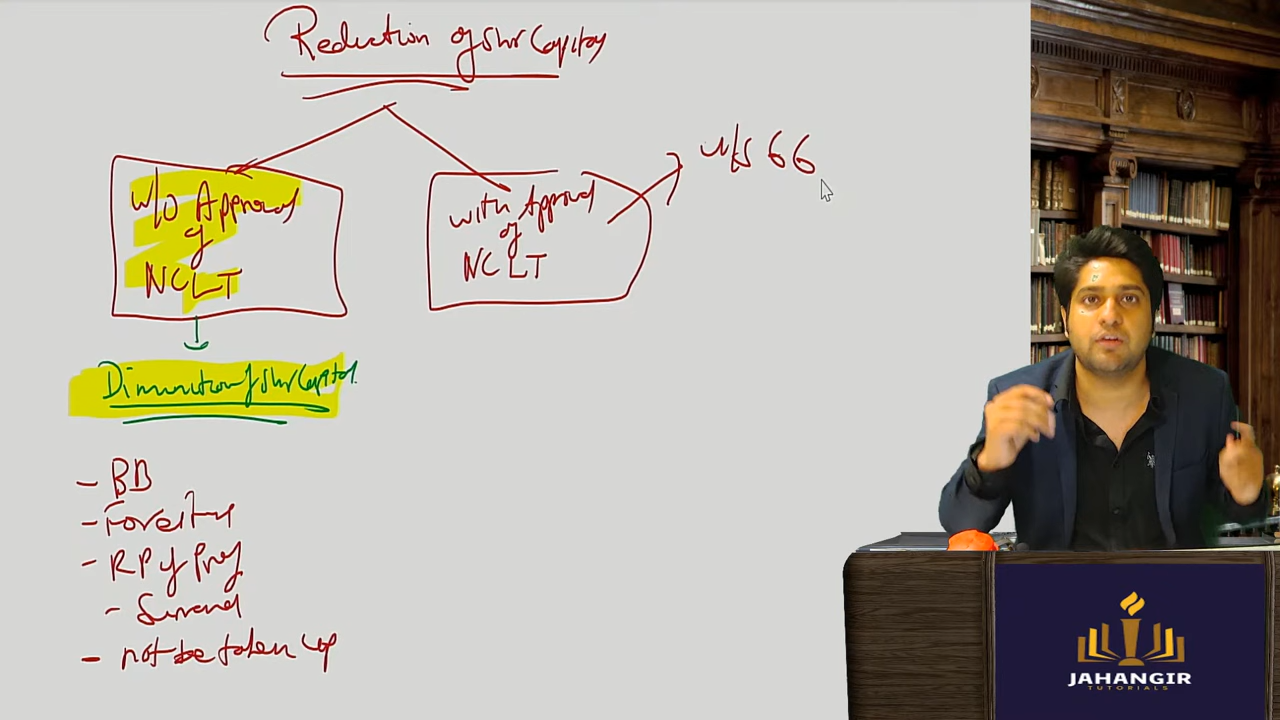 Reduction of Shr Capital
w/o Approval
of
NCLT
with Approval
of
NCLT
u/s 66
Diminution of Shr Capital
- BB
- Forfeiture
- RP of Pref
- Surrend
- not be taken up
JAHANGIR
TUTORIALS